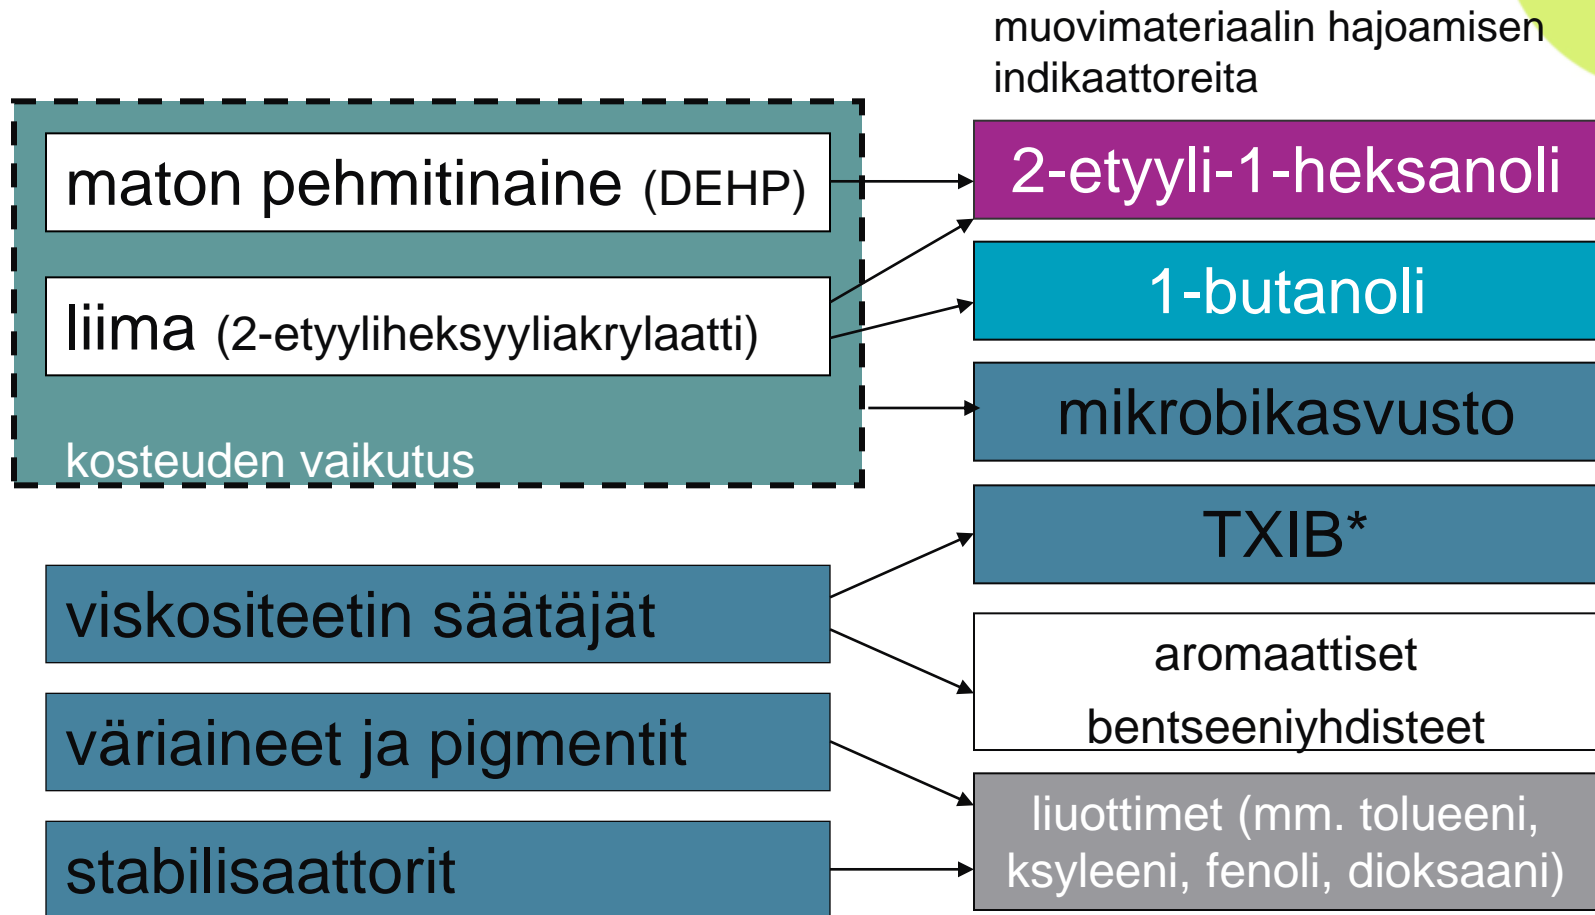 muovimateriaalin hajoamisen
indikaattoreita
maton pehmitinaine (DEHP)
2-etyyli-1-heksanoli
liima (2-etyyliheksyyliakrylaatti)
1-butanoli
kosteuden vaikutus
mikrobikasvusto
TXIB*
viskositeetin säätäjät
aromaattiset
bentseeniyhdisteet
väriaineet ja pigmentit
liuottimet (mm. tolueeni,
ksyleeni, fenoli, dioksaani)
stabilisaattorit